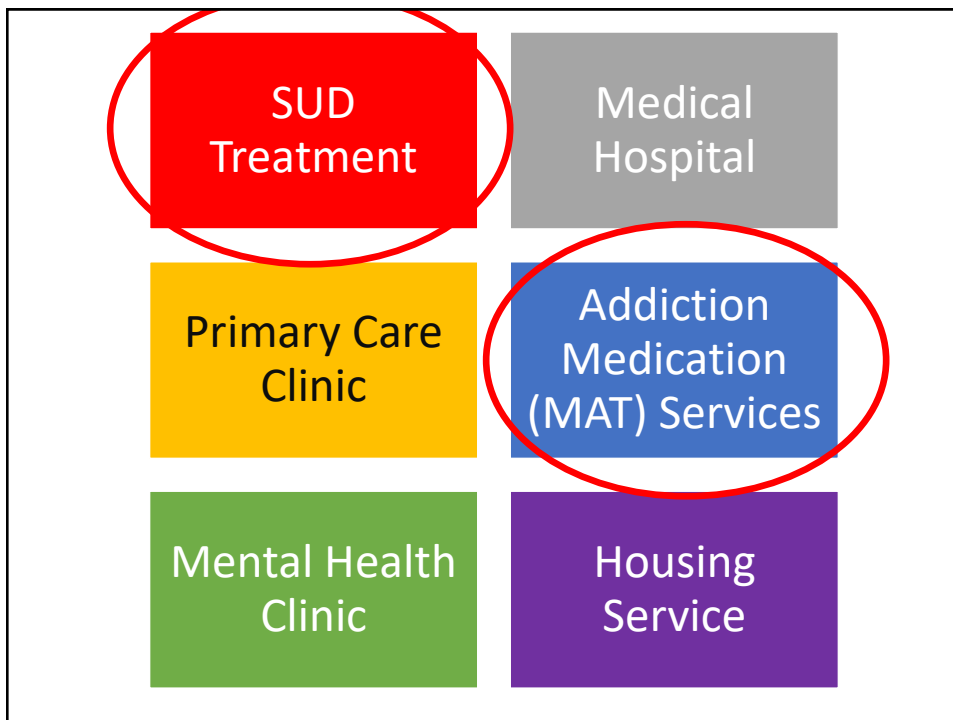 SUD
Treatment
Medical
Hospital
Primary Care
Clinic
Addiction
Medication
(MAT) Services
Mental Health
Clinic
Housing
Service